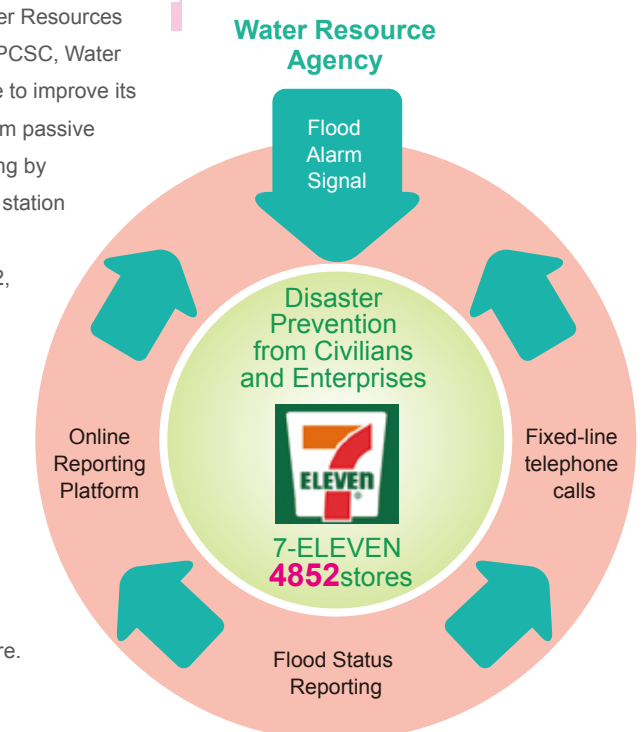 er Resources
PCSC, Water
e to improve its
m passive
ng by
station
2,
re.
Water Resource
Agency
Flood
Alarm
Signal
Disaster
Prevention
from Civilians
and Enterprises
7
ELEVEN
7-ELEVEN
4852stores
Online
Reporting
Platform
Fixed-line
telephone
calls
Flood Status
Reporting